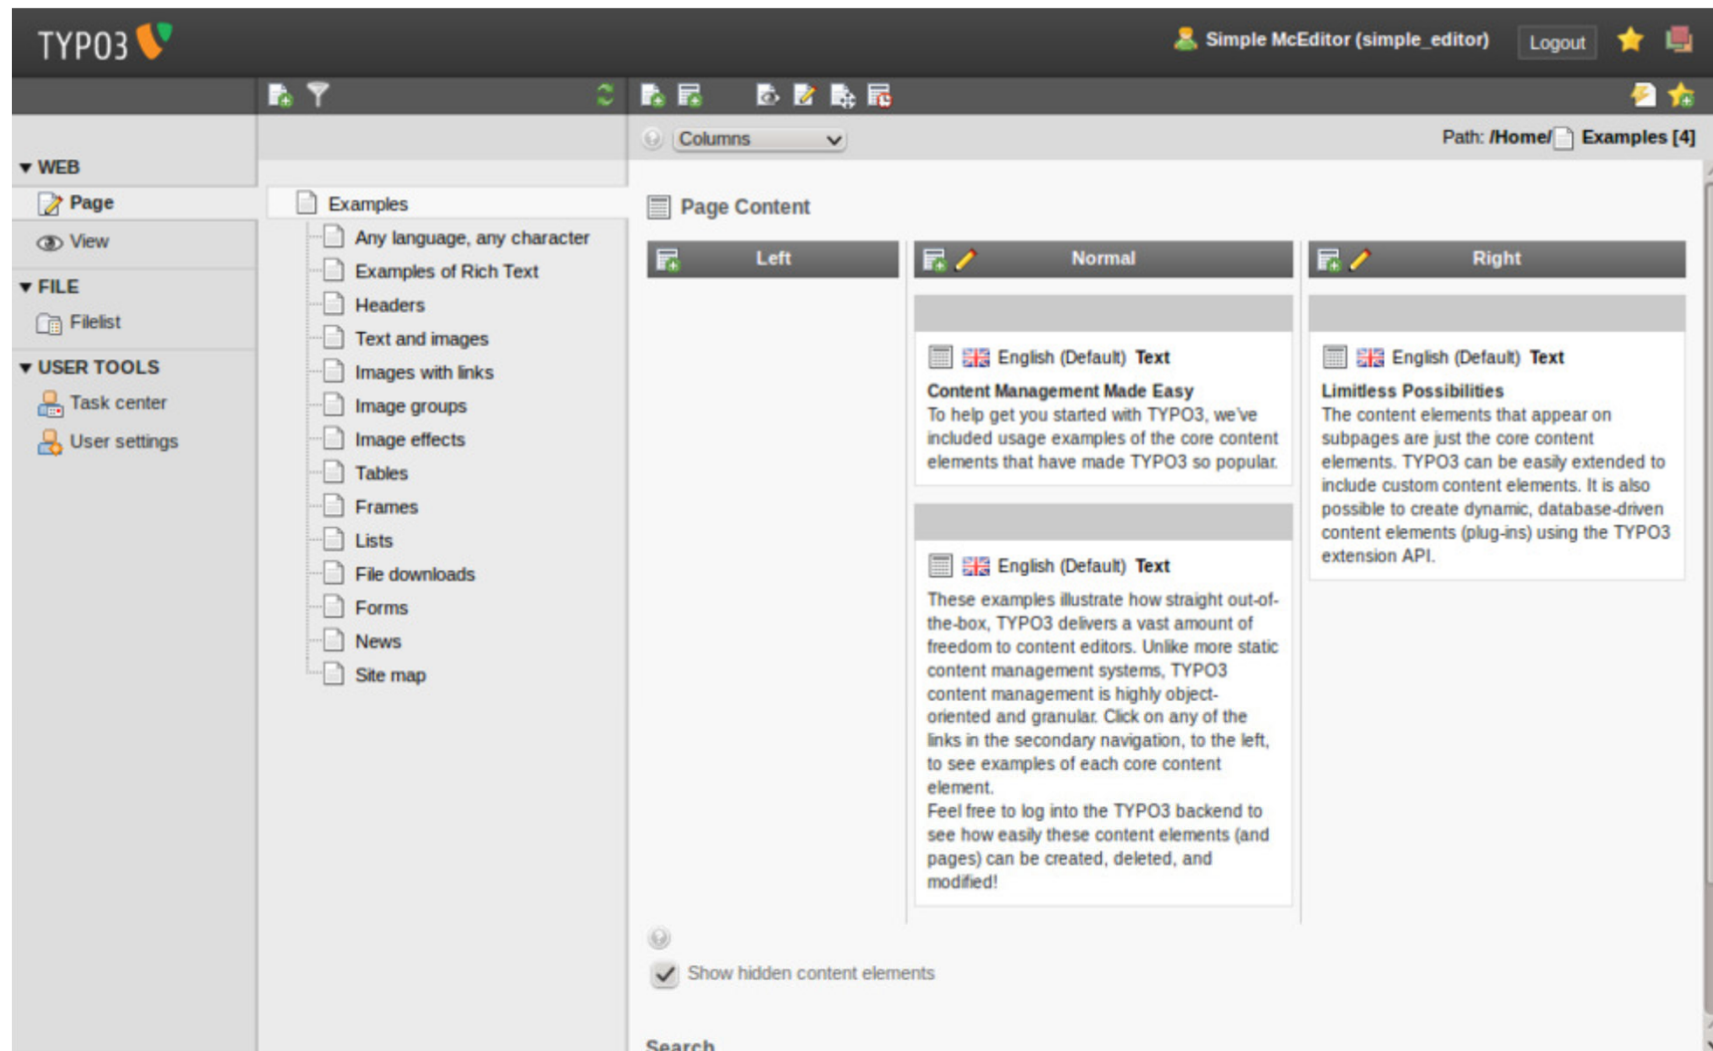 TYPO3
Simple McEditor (simple_editor)
Logout
Columns
Path: /Home/ Examples [4]
WEB
Page
View
FILE
Filelist
USER TOOLS
Task center
User settings
Examples
Any language, any character
Examples of Rich Text
Headers
Text and images
Images with links
Image groups
Image effects
Tables
Frames
Lists
File downloads
Forms
News
Site map
Page Content
Left
Normal
English (Default) Text
Content Management Made Easy
To help get you started with TYPO3, we've
included usage examples of the core content
elements that have made TYPO3 so popular.
English (Default) Text
These examples illustrate how straight out-of-
the-box, TYPO3 delivers a vast amount of
freedom to content editors. Unlike more static
content management systems, TYPO3
content management is highly object-
oriented and granular. Click on any of the
links in the secondary navigation, to the left,
to see examples of each core content
element.
Feel free to log into the TYPO3 backend to
see how easily these content elements (and
pages) can be created, deleted, and
modified!
Right
English (Default) Text
Limitless Possibilities
The content elements that appear on
subpages are just the core content
elements. TYPO3 can be easily extended to
include custom content elements. It is also
possible to create dynamic, database-driven
content elements (plug-ins) using the TYPO3
extension API.
Show hidden content elements
Search